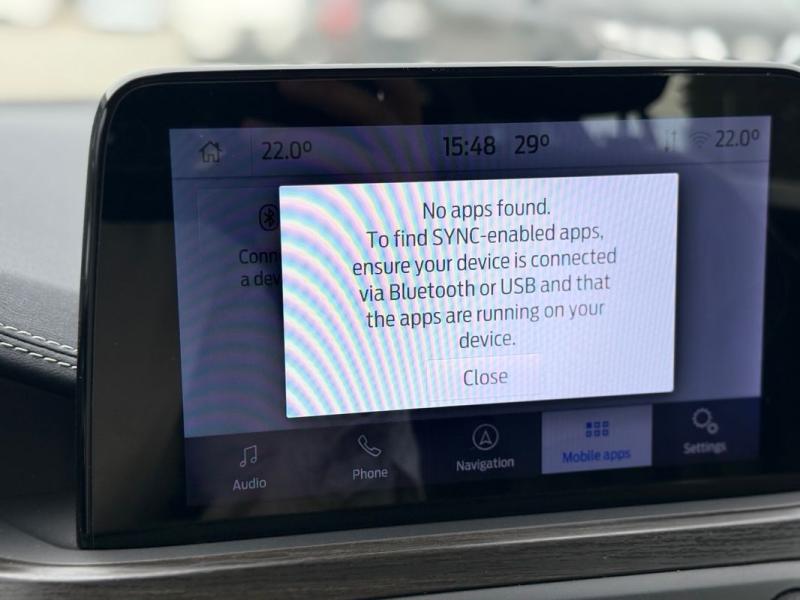 22.0°
15:48 29°
22.0°
No apps found.
To find SYNC-enabled apps,
ensure your device is connected
via Bluetooth or USB and that
the apps are running on your
device.
Close
Conn
a dev
Audio
Phone
Navigation
Mobile apps
Settings